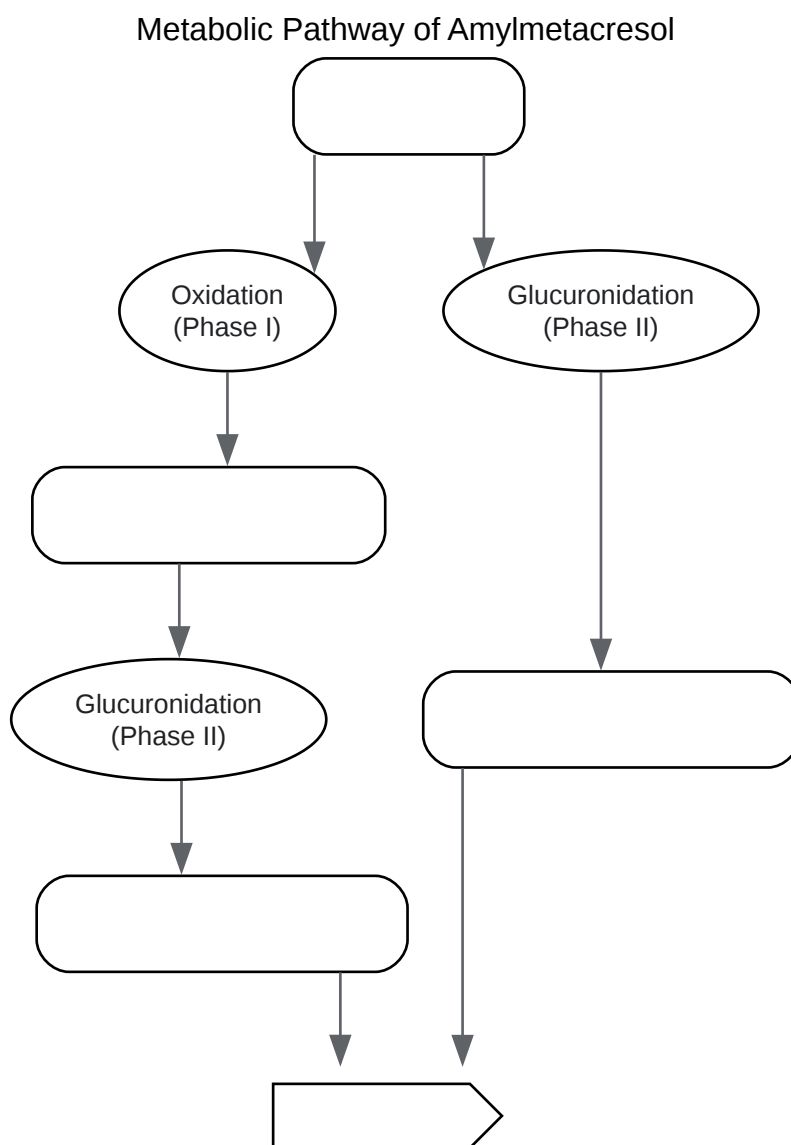 Metabolic Pathway of Amylmetacresol
Oxidation
(Phase I)
Glucuronidation
(Phase II)
Glucuronidation
(Phase II)